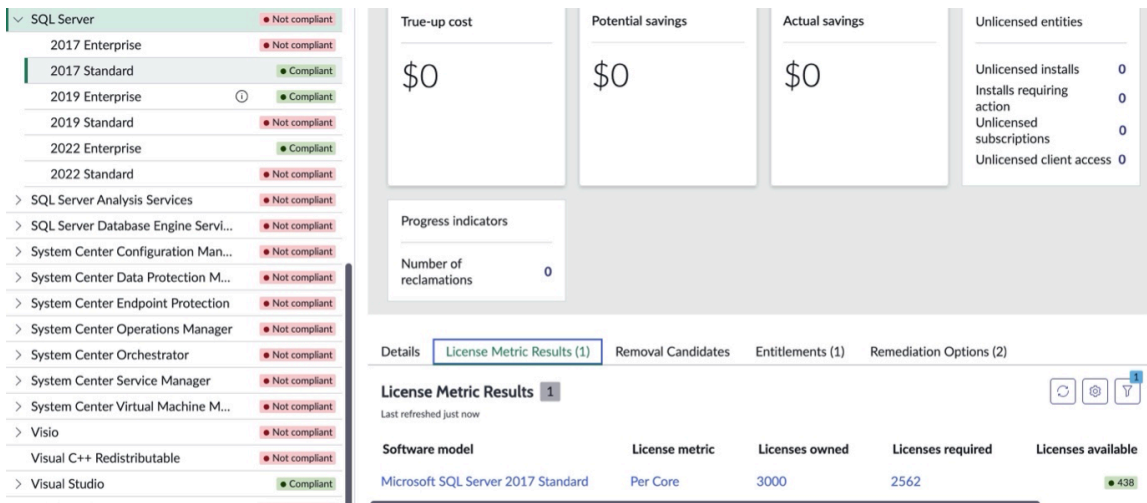 SQL Server
Not compliant
2017 Enterprise
Not compliant
2017 Standard
Compliant
2019 Enterprise
Compliant
2019 Standard
Not compliant
2022 Enterprise
Compliant
2022 Standard
Not compliant
SQL Server Analysis Services
Not compliant
SQL Server Database Engine Servi...
Not compliant
System Center Configuration Man...
Not compliant
System Center Data Protection M...
Not compliant
System Center Endpoint Protection
Not compliant
System Center Operations Manager
Not compliant
System Center Orchestrator
Not compliant
System Center Service Manager
Not compliant
System Center Virtual Machine M...
Not compliant
Visio
Not compliant
Visual C++ Redistributable
Not compliant
Visual Studio
Compliant
True-up cost
$0
Potential savings
$0
Actual savings
$0
Unlicensed entities
Unlicensed installs 0
Installs requiring
action 0
Unlicensed
subscriptions 0
Unlicensed client access 0
Progress indicators
Number of
reclamations 0
Details License Metric Results (1) Removal Candidates Entitlements (1) Remediation Options (2)
License Metric Results 1
1
Last refreshed just now
Software model License metric Licenses owned Licenses required Licenses available
Microsoft SQL Server 2017 Standard Per Core 3000 2562 438